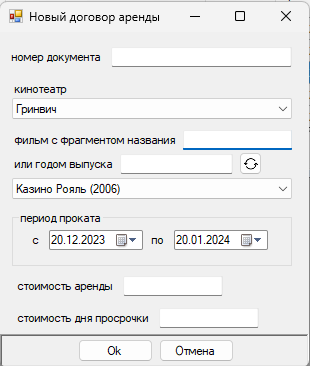 Новый договор аренды
номер документа
кинотеатр
Гринвич
фильм с фрагментом названия
или годом выпуска
Казино Рояль (2006)
период проката
с 20.12.2023 по 20.01.2024
стоимость аренды
стоимость дня просрочки
Ok Отмена